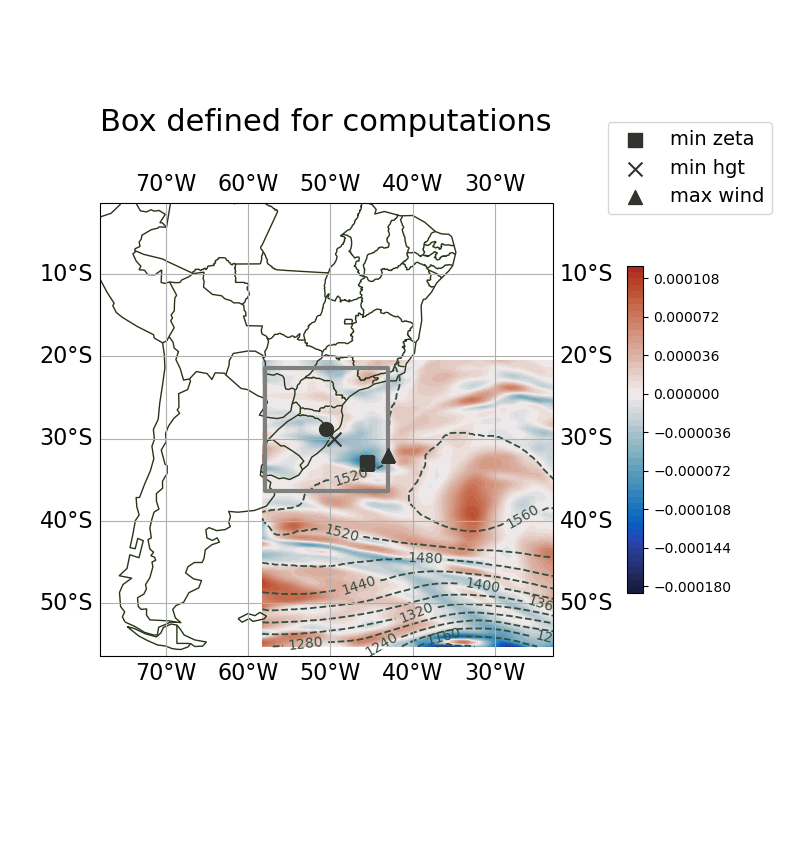 Box defined for computations
min zeta
min hgt
max wind
70°W 60°W 50°W 40°W 30°W
10°S 10°S
20°S 20°S
30°S 30°S
40°S 40°S
50°S 50°S
70°W 60°W 50°W 40°W 30°W
1520
1560
1520
1480
1440
1400
1320
1280
1240
1160
0.000108
0.000072
0.000036
0.000000
−0.000036
−0.000072
−0.000108
−0.000144
−0.000180